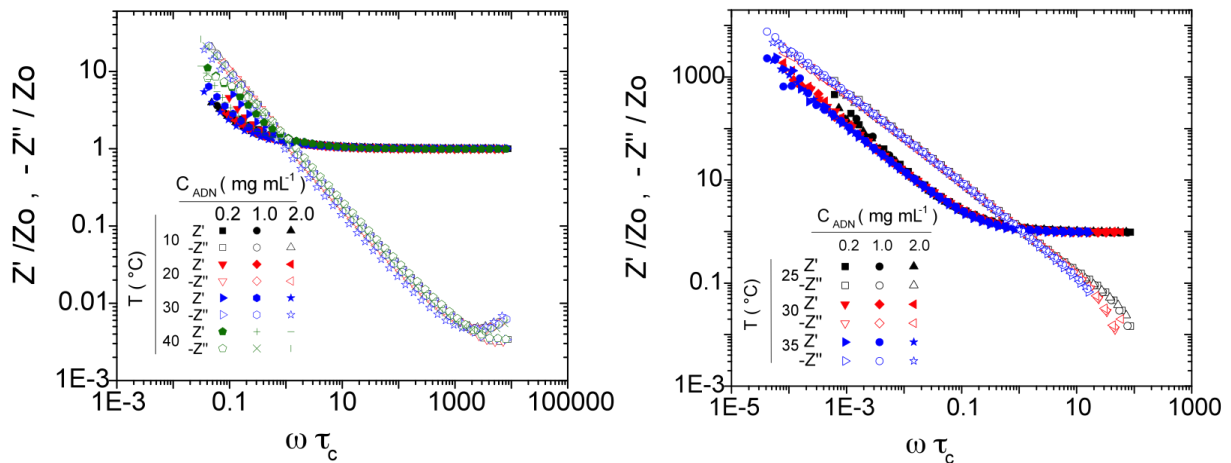 Z' /Zo , - Z'' / Zo
10
1
0.1
0.01
1E-3
C ADN ( mg mL⁻¹ )
0.2 1.0 2.0
T ( °C )
10 Z'
-Z''
20 Z'
-Z''
30 Z'
-Z''
40 Z'
-Z''
1E-3 0.1 10 1000 100000
ω τc
Z' /Zo , - Z'' / Zo
1000
10
0.1
1E-3
C ADN ( mg mL⁻¹ )
0.2 1.0 2.0
T ( °C )
25 Z'
-Z''
30 Z'
-Z''
35 Z'
-Z''
1E-5 1E-3 0.1 10 1000
ω τc